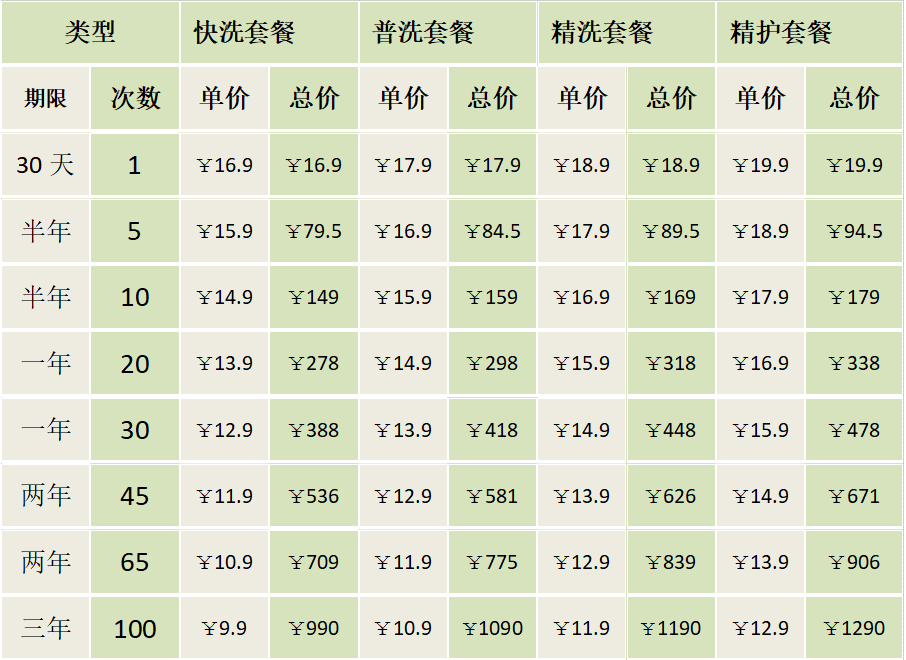 类型 快洗套餐 普洗套餐 精洗套餐 精护套餐
期限 次数 单价 总价 单价 总价 单价 总价 单价 总价
30 天 1 ￥16.9 ￥16.9 ￥17.9 ￥17.9 ￥18.9 ￥18.9 ￥19.9 ￥19.9
半年 5 ￥15.9 ￥79.5 ￥16.9 ￥84.5 ￥17.9 ￥89.5 ￥18.9 ￥94.5
半年 10 ￥14.9 ￥149 ￥15.9 ￥159 ￥16.9 ￥169 ￥17.9 ￥179
一年 20 ￥13.9 ￥278 ￥14.9 ￥298 ￥15.9 ￥318 ￥16.9 ￥338
一年 30 ￥12.9 ￥388 ￥13.9 ￥418 ￥14.9 ￥448 ￥15.9 ￥478
两年 45 ￥11.9 ￥536 ￥12.9 ￥581 ￥13.9 ￥626 ￥14.9 ￥671
两年 65 ￥10.9 ￥709 ￥11.9 ￥775 ￥12.9 ￥839 ￥13.9 ￥906
三年 100 ￥9.9 ￥990 ￥10.9 ￥1090 ￥11.9 ￥1190 ￥12.9 ￥1290